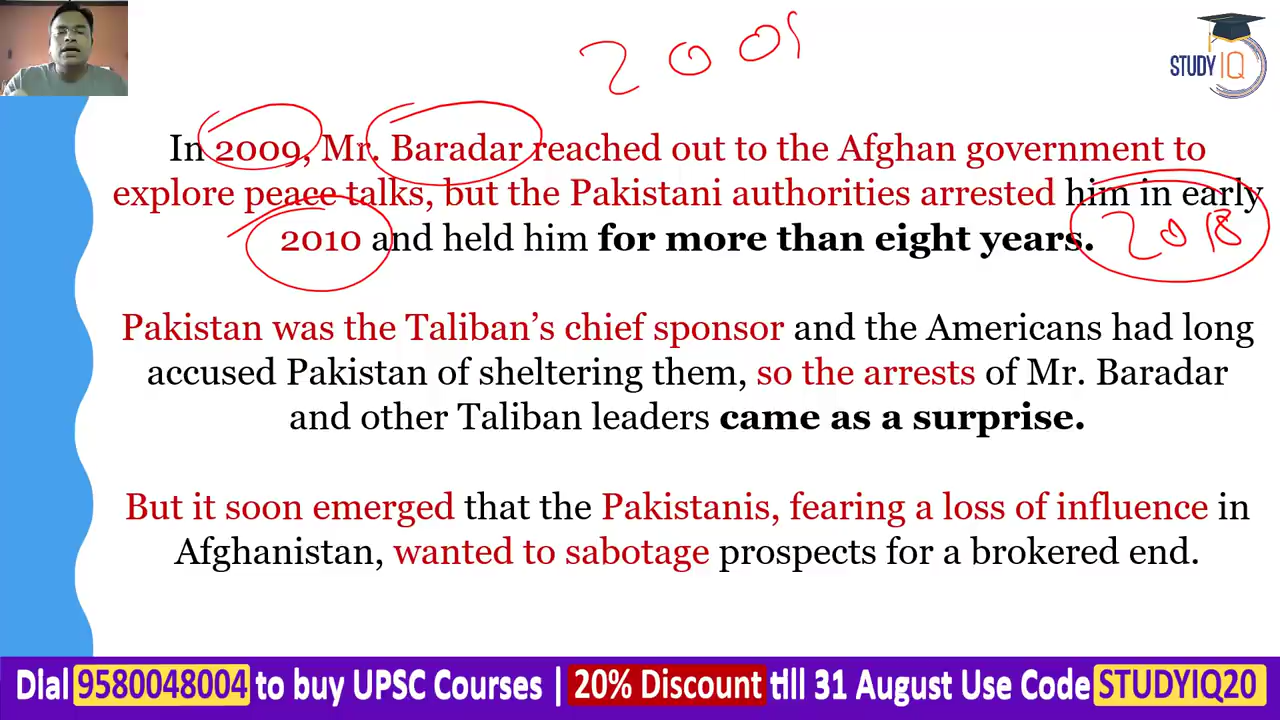 2001
STUDY IQ
In 2009, Mr. Baradar reached out to the Afghan government to
explore peace talks, but the Pakistani authorities arrested him in early
2010 and held him for more than eight years. 2018
Pakistan was the Taliban’s chief sponsor and the Americans had long
accused Pakistan of sheltering them, so the arrests of Mr. Baradar
and other Taliban leaders came as a surprise.
But it soon emerged that the Pakistanis, fearing a loss of influence in
Afghanistan, wanted to sabotage prospects for a brokered end.
Dial 9580048004 to buy UPSC Courses | 20% Discount till 31 August Use Code STUDYIQ20